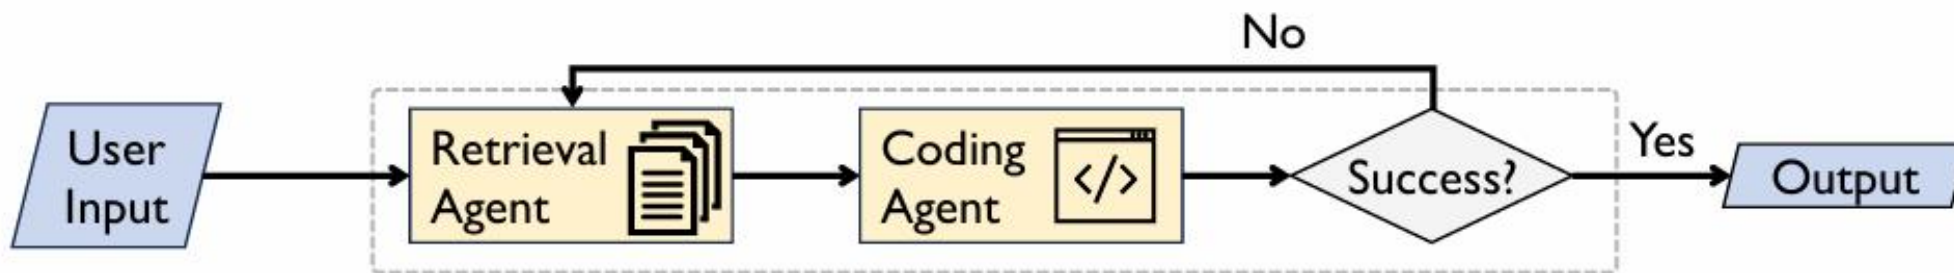 No
User
Input
Retrieval
Agent
Coding
Agent
</>
Success?
Yes
Output